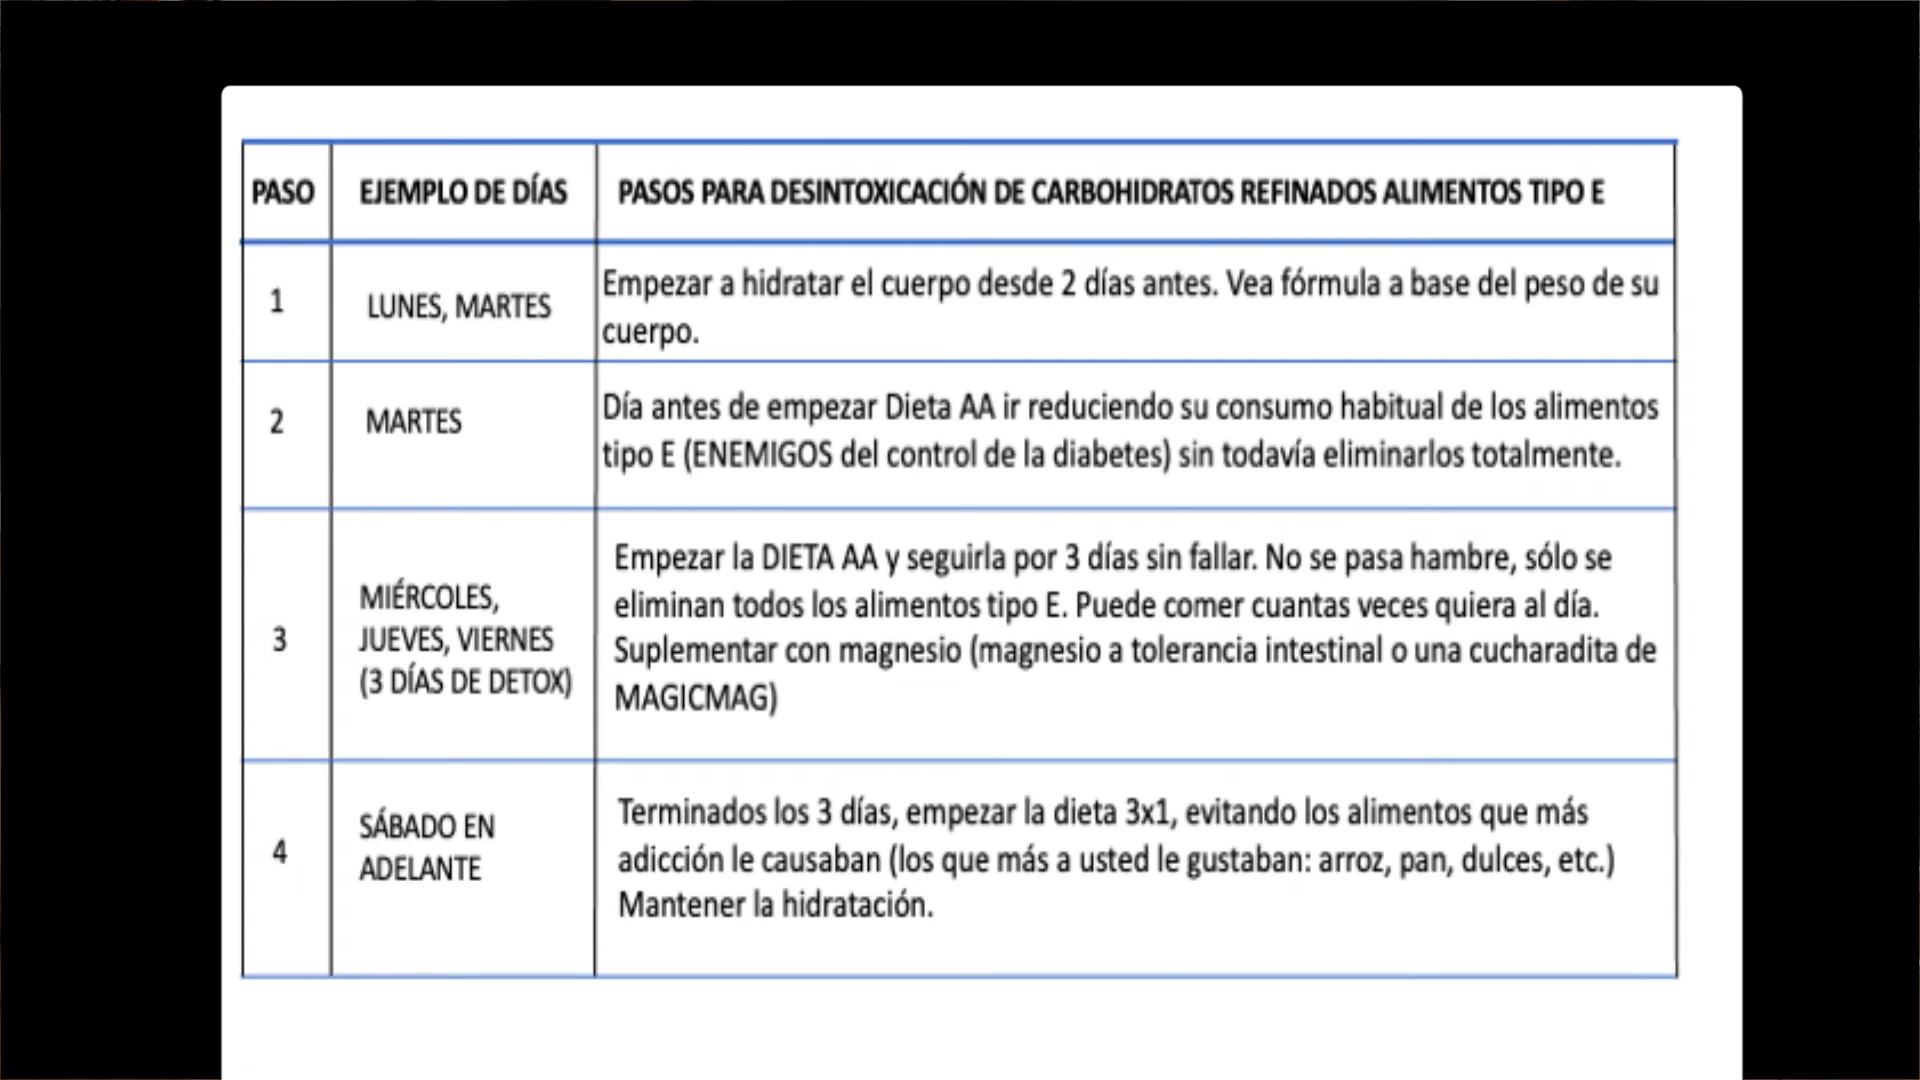 PASO EJEMPLO DE DÍAS PASOS PARA DESINTOXICACIÓN DE CARBOHIDRATOS REFINADOS ALIMENTOS TIPO E
1
LUNES, MARTES
Empezar a hidratar el cuerpo desde 2 días antes. Vea fórmula a base del peso de su
cuerpo.
2
MARTES
Día antes de empezar Dieta AA ir reduciendo su consumo habitual de los alimentos
tipo E (ENEMIGOS del control de la diabetes) sin todavía eliminarlos totalmente.
3
MIÉRCOLES,
JUEVES, VIERNES
(3 DÍAS DE DETOX)
Empezar la DIETA AA y seguirla por 3 días sin fallar. No se pasa hambre, sólo se
eliminan todos los alimentos tipo E. Puede comer cuantas veces quiera al día.
Suplementar con magnesio (magnesio a tolerancia intestinal o una cucharadita de
MAGICMAG)
4
SÁBADO EN
ADELANTE
Terminados los 3 días, empezar la dieta 3x1, evitando los alimentos que más
adicción le causaban (los que más a usted le gustaban: arroz, pan, dulces, etc.)
Mantener la hidratación.